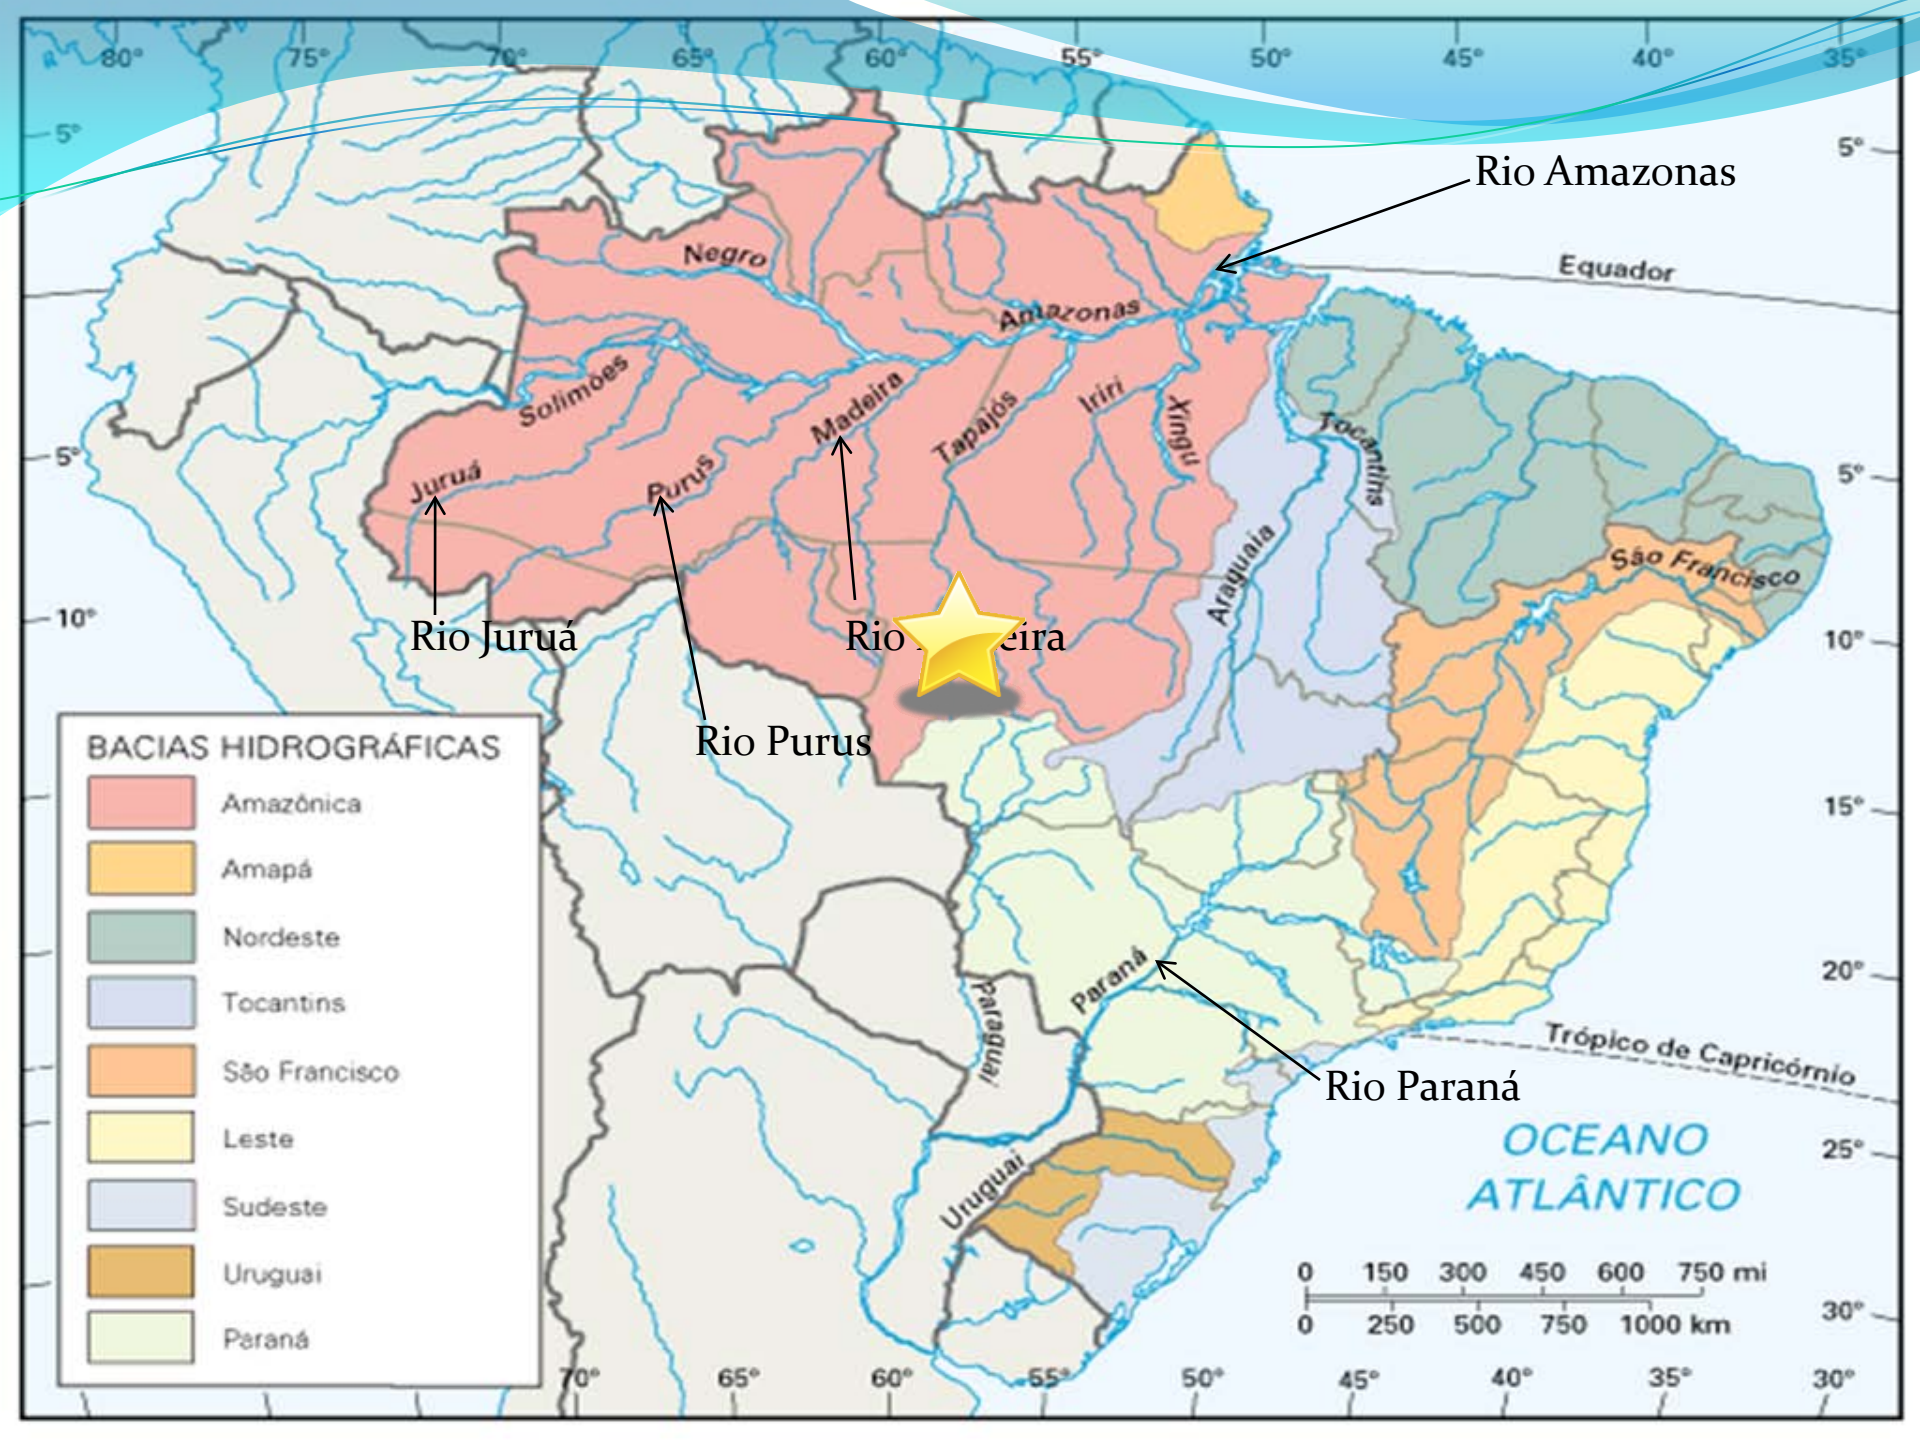 80° 75° 70° 65° 60° 55° 50° 45° 40° 35°
5° 5°
Rio Amazonas
Negro
Equador
Amazonas
Solimões
Madeira
Iriri
Tapajós
Xingu
Tocantins
Juruá
Purus
5° 5°
São Francisco
Araguaia
10° 10°
Rio Juruá
Rio eira
Rio Purus
BACIAS HIDROGRÁFICAS
Amazônica
Amapá
Nordeste
Tocantins
São Francisco
Leste
Sudeste
Uruguai
Paraná
15°
20°
Paraná
Paraguai
Trópico de Capricórnio
Rio Paraná
OCEANO
ATLÂNTICO
25°
Uruguai
0 150 300 450 600 750 mi
0 250 500 750 1000 km
30°
70° 65° 60° 55° 50° 45° 40° 35° 30°